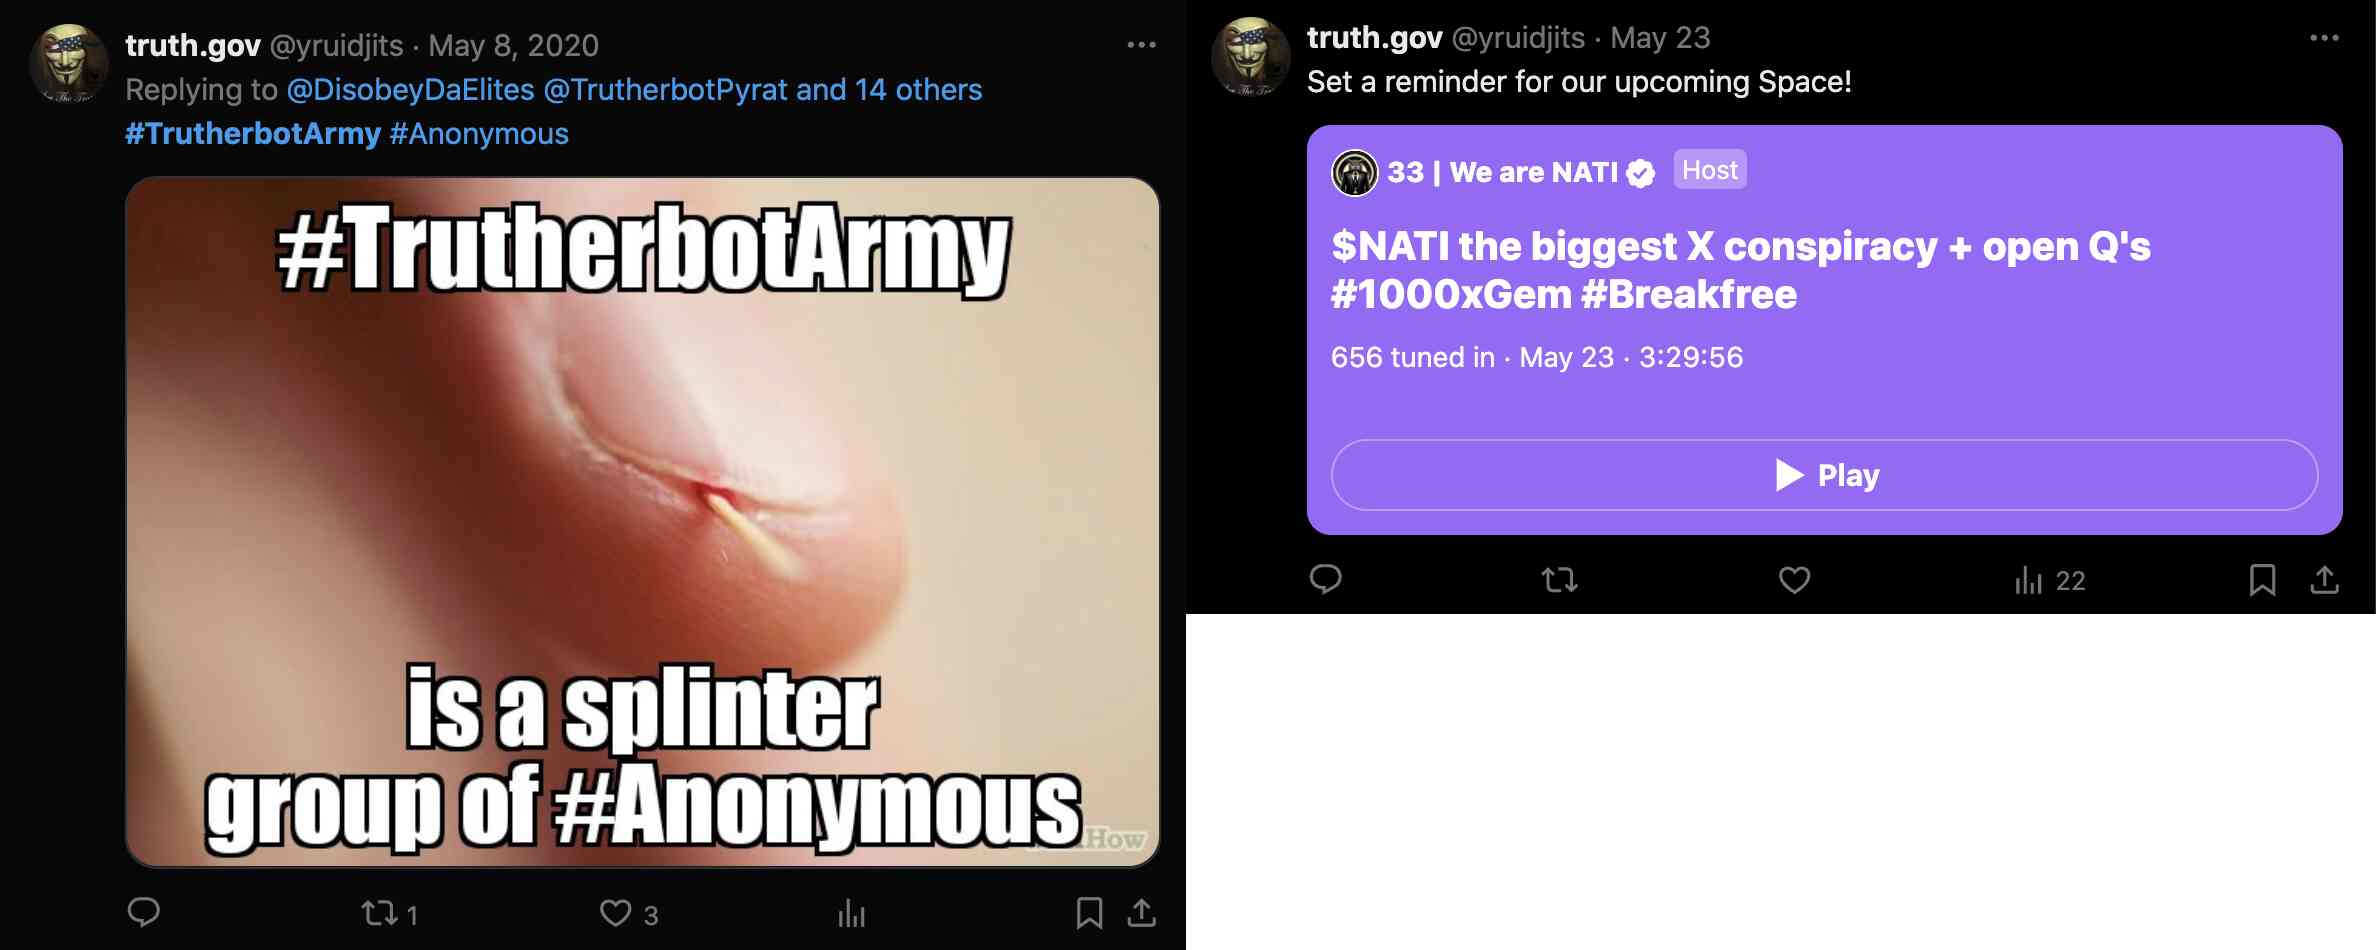 truth.gov @yruidjits · May 8, 2020
Replying to @DisobeyDaElites @TrutherbotPyrat and 14 others
#TrutherbotArmy #Anonymous
#TrutherbotArmy
is a splinter
group of #Anonymous
How
1 3
truth.gov @yruidjits · May 23
Set a reminder for our upcoming Space!
33 | We are NATI Host
$NATI the biggest X conspiracy + open Q's
#1000xGem #Breakfree
656 tuned in · May 23 · 3:29:56
Play
22